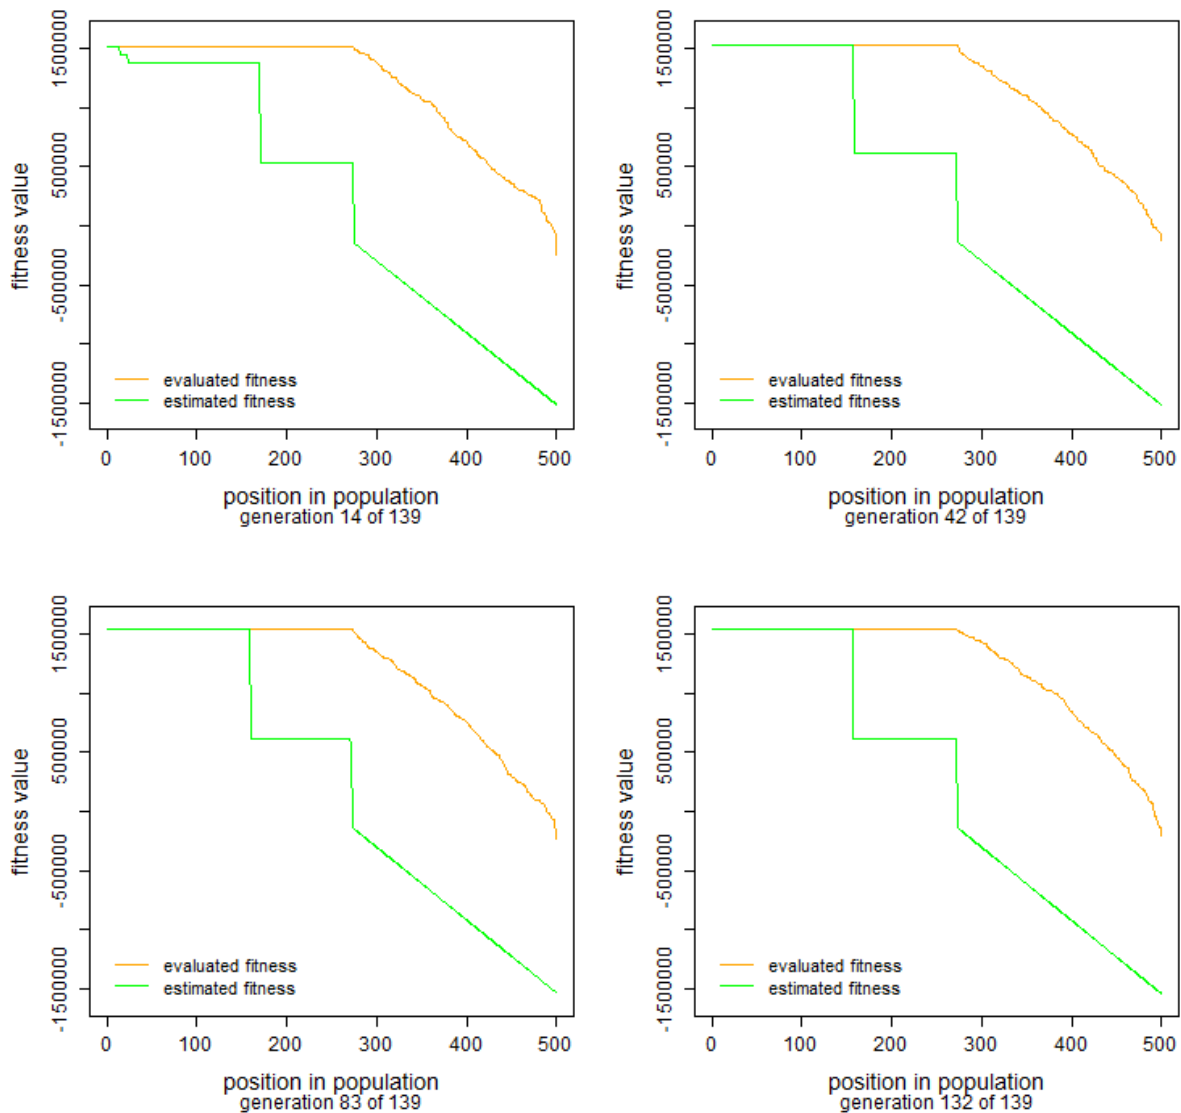 fitness value
1500000
500000
-500000
-1500000
evaluated fitness
estimated fitness
0 100 200 300 400 500
position in population
generation 14 of 139
fitness value
1500000
500000
-500000
-1500000
evaluated fitness
estimated fitness
0 100 200 300 400 500
position in population
generation 42 of 139
fitness value
1500000
500000
-500000
-1500000
evaluated fitness
estimated fitness
0 100 200 300 400 500
position in population
generation 83 of 139
fitness value
1500000
500000
-500000
-1500000
evaluated fitness
estimated fitness
0 100 200 300 400 500
position in population
generation 132 of 139